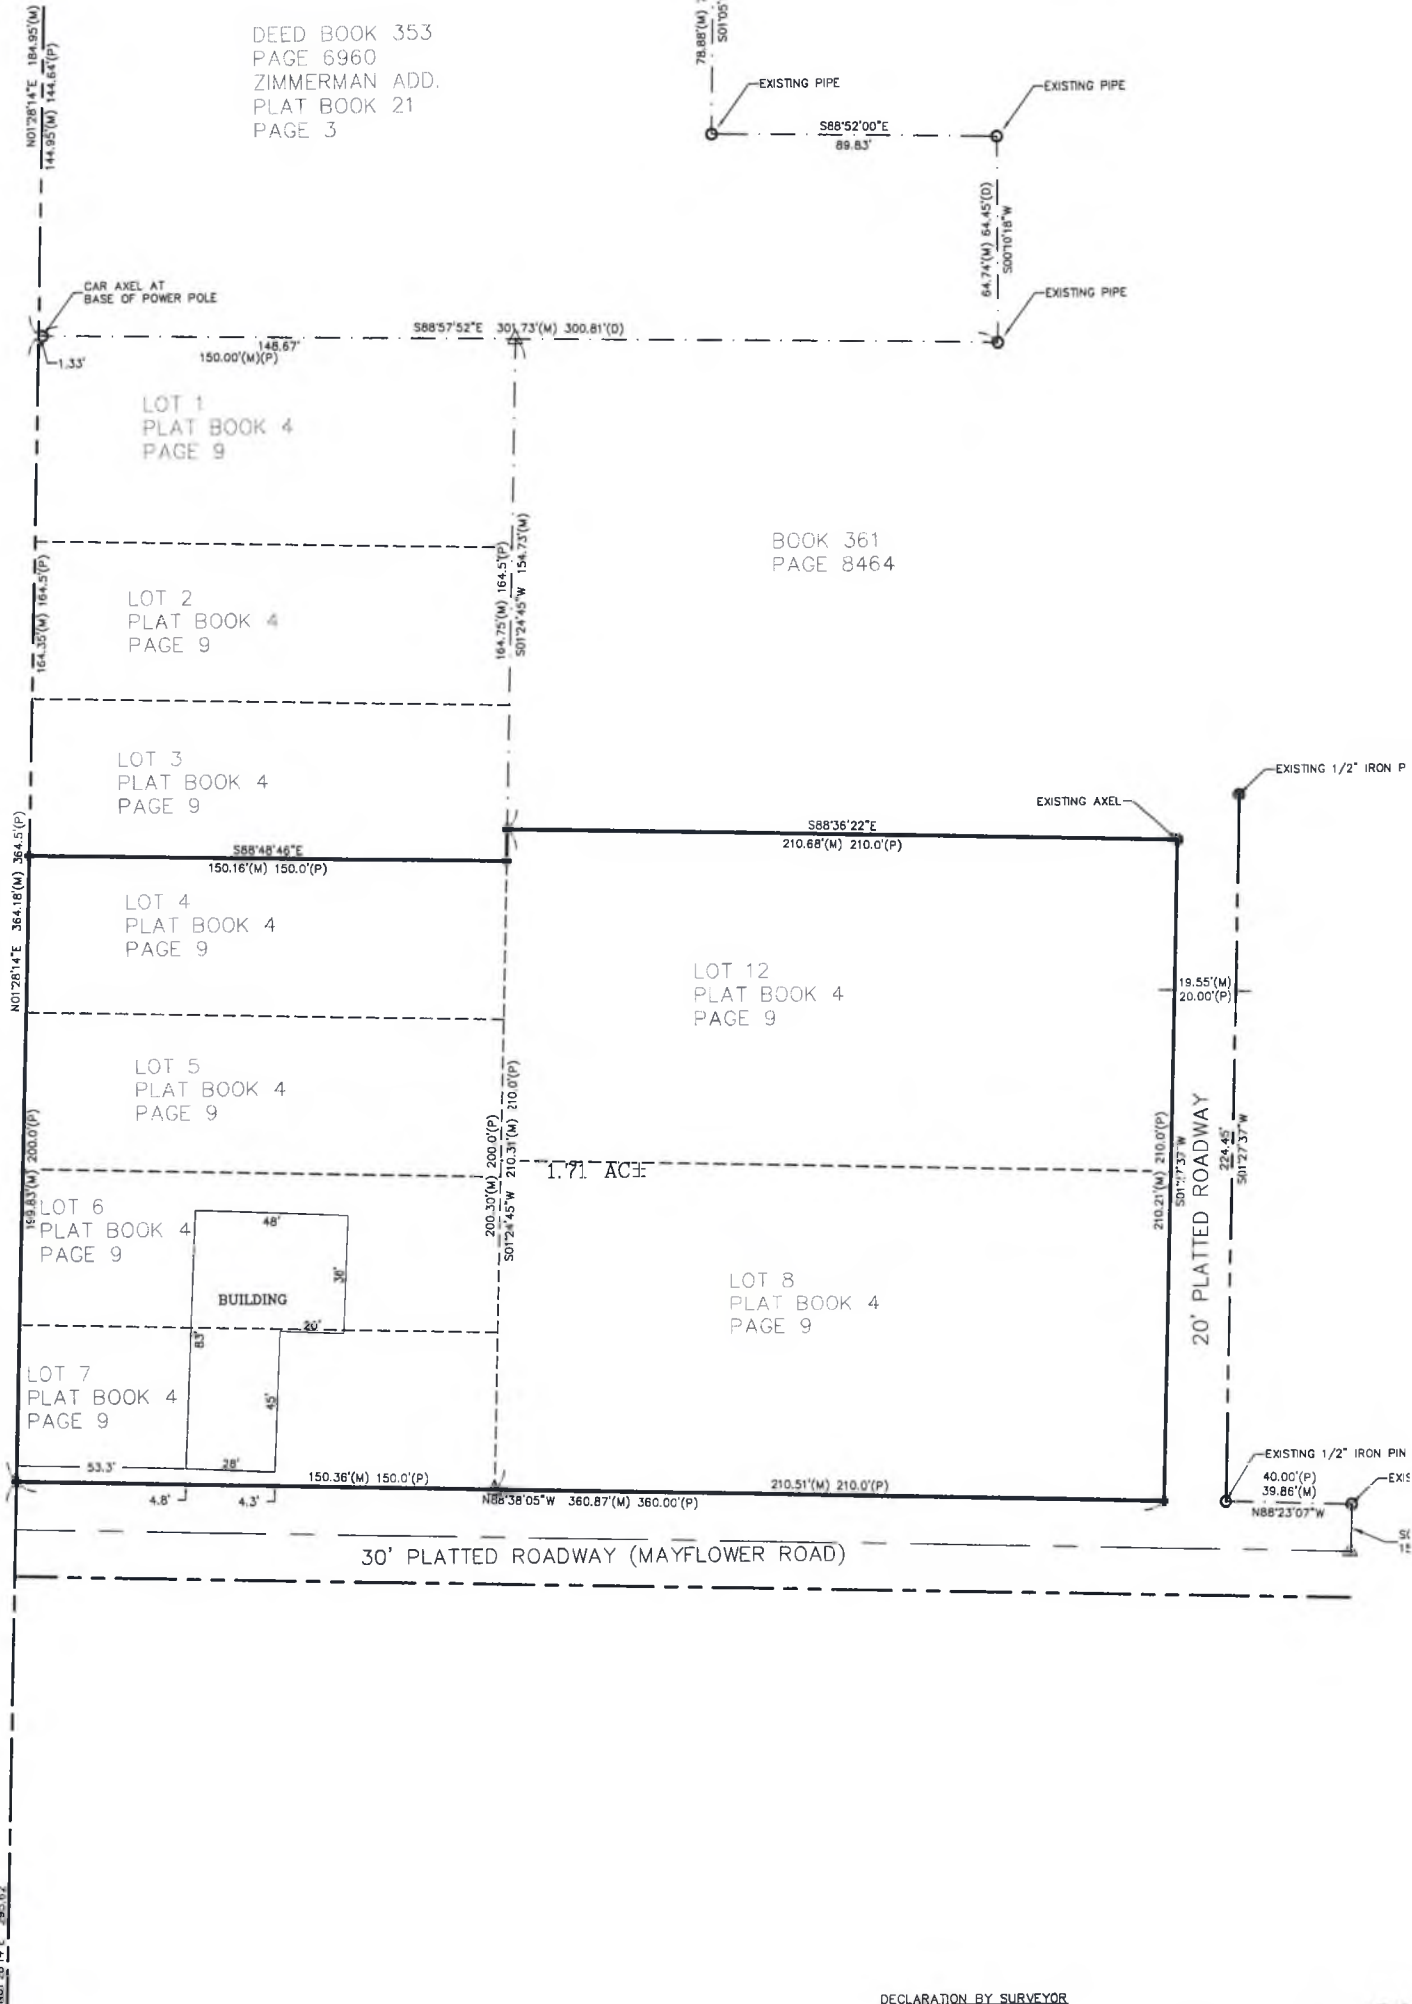 N01°28'14"E 184.95'(M)
144.95'(M) 144.64'(P)
DEED BOOK 353
PAGE 6960
ZIMMERMAN ADD.
PLAT BOOK 21
PAGE 3
78.88'(M)
S01°05'
EXISTING PIPE
EXISTING PIPE
S88°52'00"E
89.83'
64.74'(M) 64.45'(D)
S00°10'18"W
EXISTING PIPE
CAR AXEL AT
BASE OF POWER POLE
1.33'
S88°57'52"E 301.73'(M) 300.81'(D)
148.67'
150.00'(M)(P)
LOT 1
PLAT BOOK 4
PAGE 9
164.35'(M) 164.5'(P)
164.75'(M) 164.5'(P)
S01°24'45"W 154.73'(M)
BOOK 361
PAGE 8464
LOT 2
PLAT BOOK 4
PAGE 9
LOT 3
PLAT BOOK 4
PAGE 9
EXISTING 1/2" IRON P
EXISTING AXEL
S88°36'22"E
210.68'(M) 210.0'(P)
S88°48'46"E
150.16'(M) 150.0'(P)
N01°28'14"E 364.18'(M) 364.5'(P)
LOT 4
PLAT BOOK 4
PAGE 9
LOT 12
PLAT BOOK 4
PAGE 9
19.55'(M)
20.00'(P)
LOT 5
PLAT BOOK 4
PAGE 9
199.83'(M) 200.0'(P)
200.30'(M) 200.0'(P)
S01°24'45"W 210.31'(M) 210.0'(P)
1.71 AC±
210.21'(M) 210.0'(P)
20' PLATTED ROADWAY
224.45'
S01°27'37"W
LOT 6
PLAT BOOK 4
PAGE 9
48'
38'
BUILDING
20'
83'
45'
LOT 8
PLAT BOOK 4
PAGE 9
LOT 7
PLAT BOOK 4
PAGE 9
53.3'
28'
150.36'(M) 150.0'(P)
210.51'(M) 210.0'(P)
4.8'
4.3'
N88°38'05"W 360.87'(M) 360.00'(P)
EXISTING 1/2" IRON PIN
40.00'(P)
39.86'(M)
N88°23'07"W
EXIS
30' PLATTED ROADWAY (MAYFLOWER ROAD)
DECLARATION BY SURVEYOR